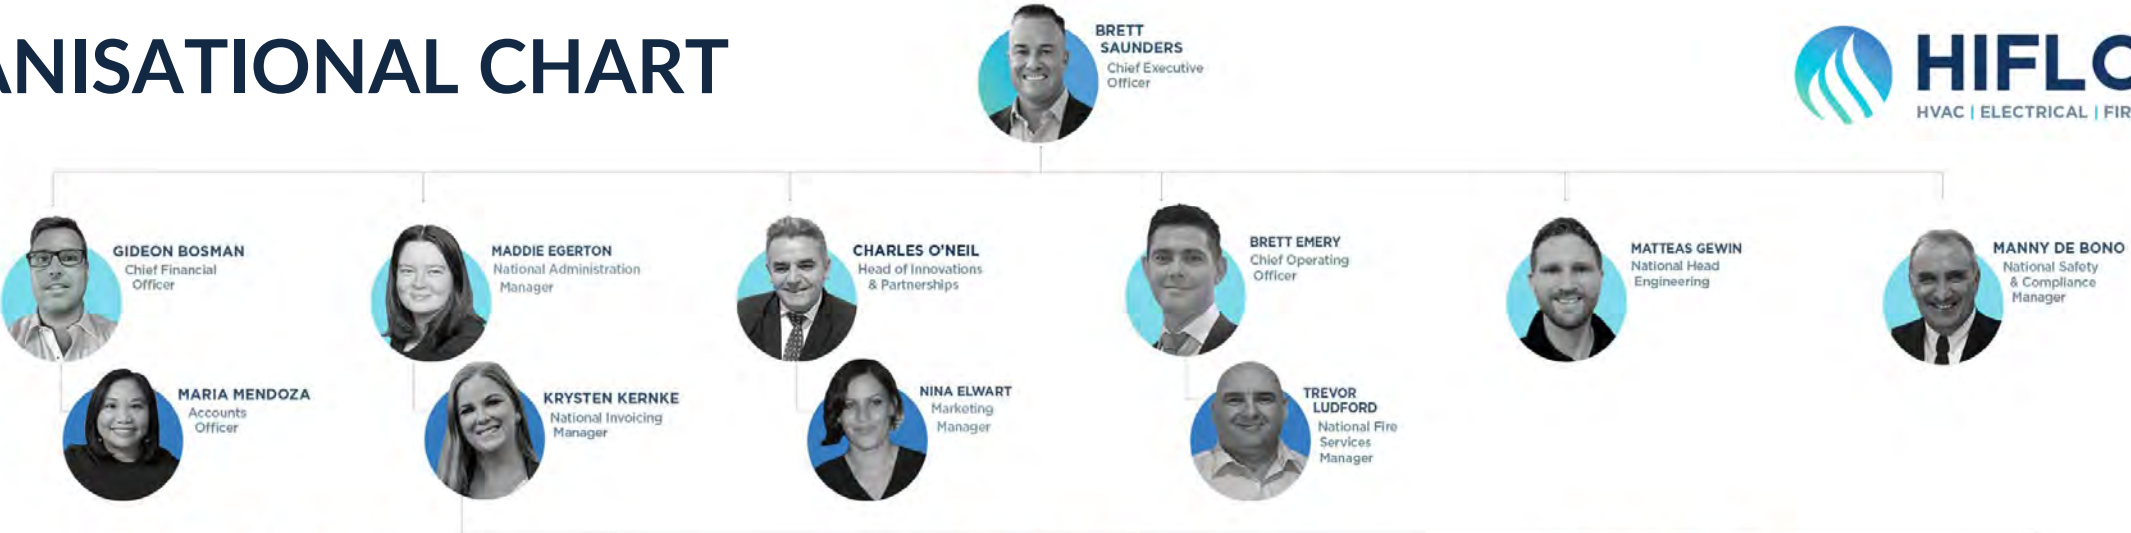 ANISATIONAL CHART
BRETT
SAUNDERS
Chief Executive
Officer
HIFLO
HVAC | ELECTRICAL | FIR
GIDEON BOSMAN
Chief Financial
Officer
MADDIE EGERTON
National Administration
Manager
CHARLES O'NEIL
Head of Innovations
& Partnerships
BRETT EMERY
Chief Operating
Officer
MATTEAS GEWIN
National Head
Engineering
MANNY DE BONO
National Safety
& Compliance
Manager
MARIA MENDOZA
Accounts
Officer
KRYSTEN KERNKE
National Invoicing
Manager
NINA ELWART
Marketing
Manager
TREVOR
LUDFORD
National Fire
Services
Manager